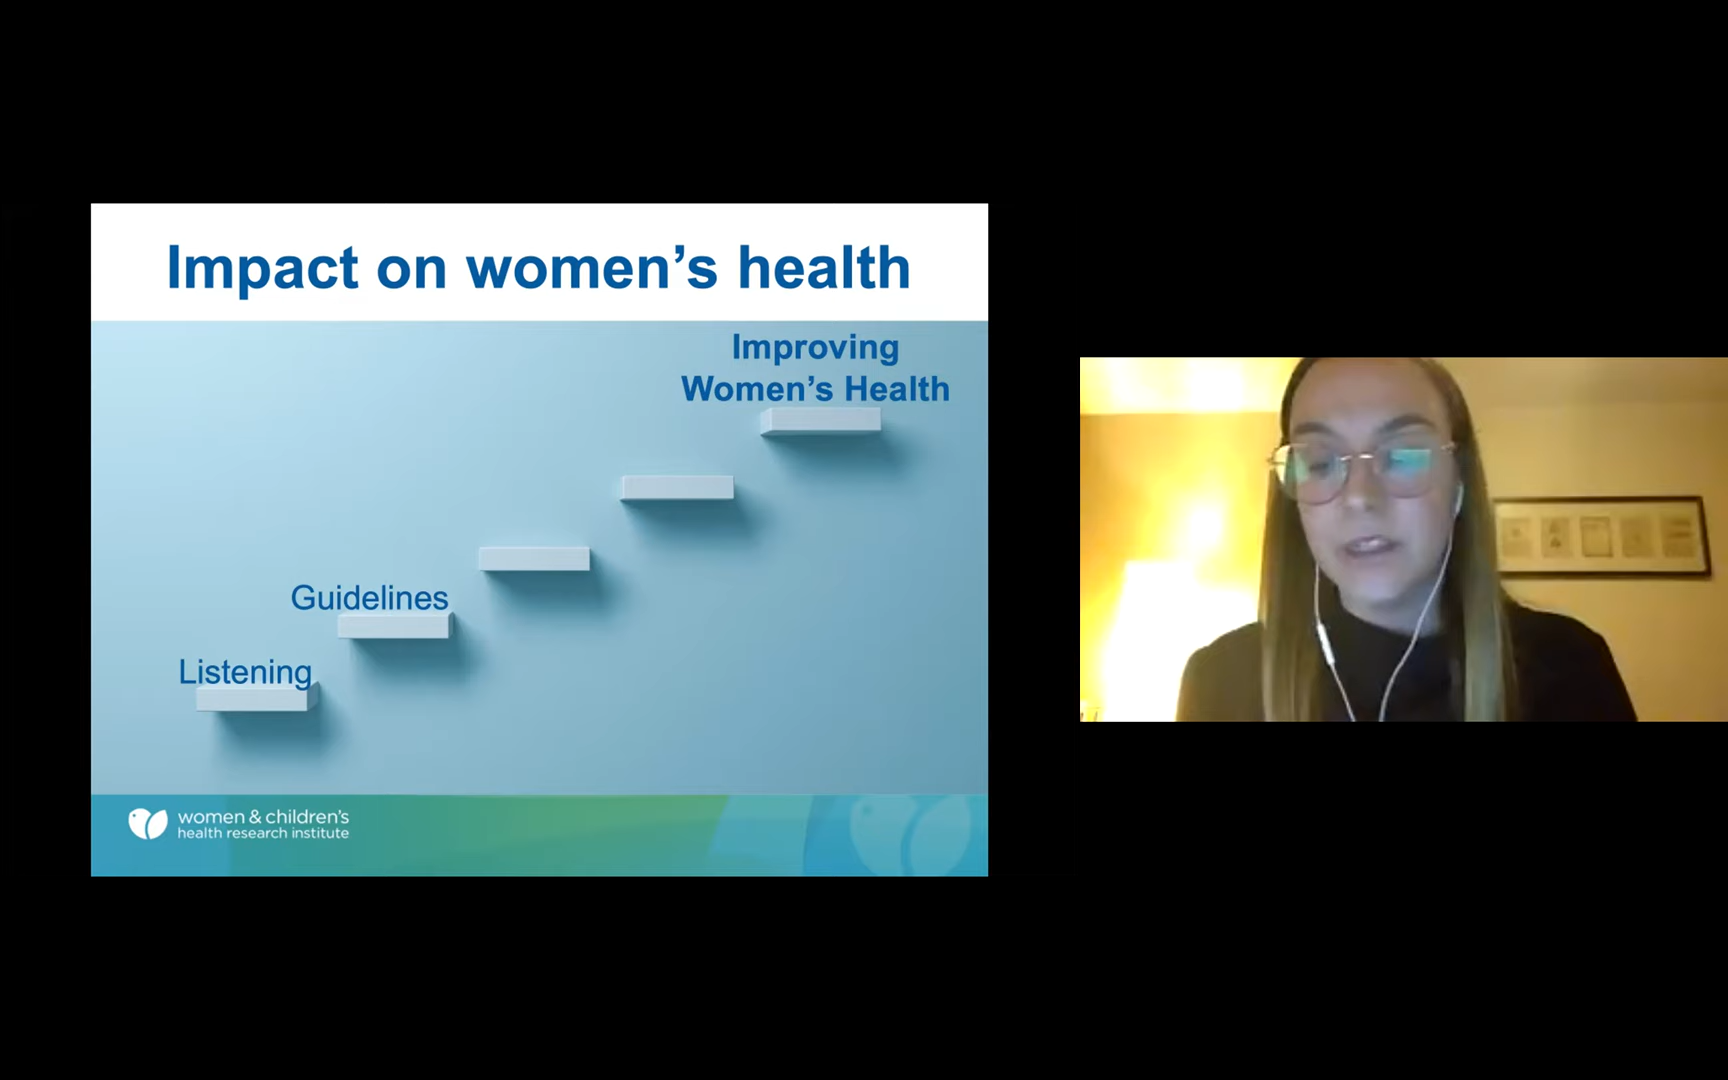 Impact on women’s health
Improving
Women’s Health
Guidelines
Listening
women & children’s
health research institute